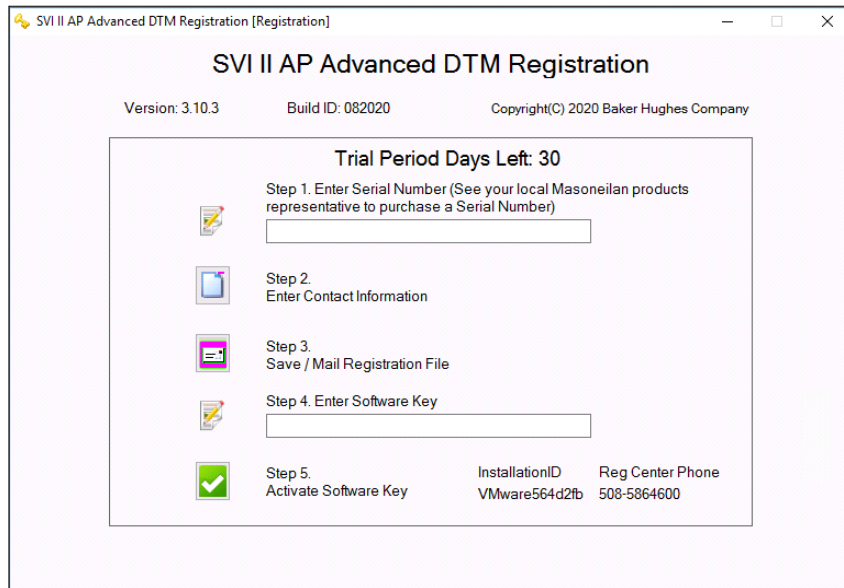 SVI II AP Advanced DTM Registration [Registration]
SVI II AP Advanced DTM Registration
Version: 3.10.3 Build ID: 082020 Copyright(C) 2020 Baker Hughes Company
Trial Period Days Left: 30
Step 1. Enter Serial Number (See your local Masoneilan products
representative to purchase a Serial Number)
Step 2.
Enter Contact Information
Step 3.
Save / Mail Registration File
Step 4. Enter Software Key
Step 5.
Activate Software Key
InstallationID Reg Center Phone
VMware564d2fb 508-5864600